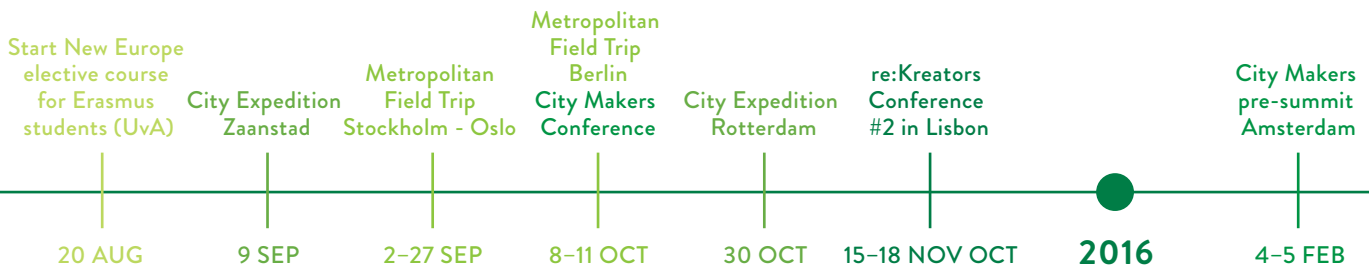 Start New Europe
elective course
for Erasmus
students (UvA)
20 AUG
City Expedition
Zaanstad
9 SEP
Metropolitan
Field Trip
Stockholm - Oslo
2–27 SEP
Metropolitan
Field Trip
Berlin
City Makers
Conference
8–11 OCT
City Expedition
Rotterdam
30 OCT
re:Kreators
Conference
#2 in Lisbon
15–18 NOV OCT
2016
City Makers
pre-summit
Amsterdam
4–5 FEB